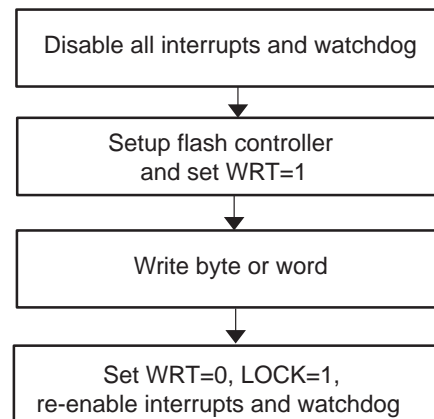 Disable all interrupts and watchdog
Setup flash controller
and set WRT=1
Write byte or word
Set WRT=0, LOCK=1,
re-enable interrupts and watchdog